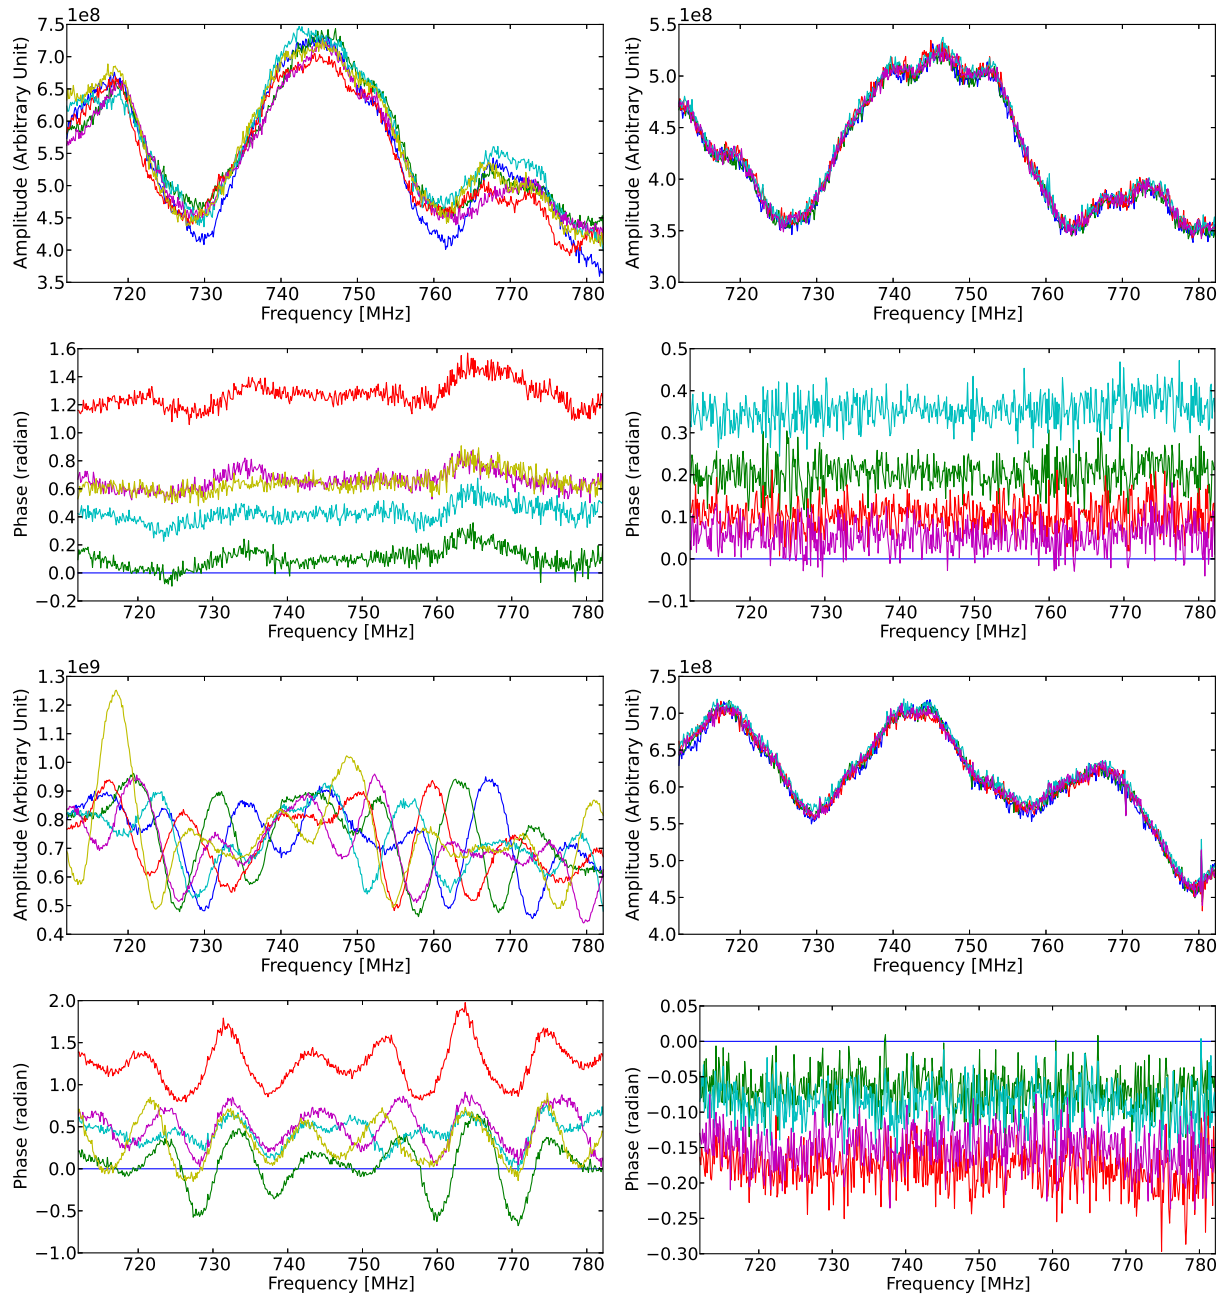 1e8
7.5
7.0
6.5
6.0
5.5
5.0
4.5
4.0
3.5
720 730 740 750 760 770 780
Frequency [MHz]
Amplitude (Arbitrary Unit)
1e8
5.5
5.0
4.5
4.0
3.5
3.0
720 730 740 750 760 770 780
Frequency [MHz]
Amplitude (Arbitrary Unit)
1.6
1.4
1.2
1.0
0.8
0.6
0.4
0.2
0.0
−0.2
720 730 740 750 760 770 780
Frequency [MHz]
Phase (radian)
0.5
0.4
0.3
0.2
0.1
0.0
−0.1
720 730 740 750 760 770 780
Frequency [MHz]
Phase (radian)
1e9
1.3
1.2
1.1
1.0
0.9
0.8
0.7
0.6
0.5
0.4
720 730 740 750 760 770 780
Frequency [MHz]
Amplitude (Arbitrary Unit)
1e8
7.5
7.0
6.5
6.0
5.5
5.0
4.5
4.0
720 730 740 750 760 770 780
Frequency [MHz]
Amplitude (Arbitrary Unit)
2.0
1.5
1.0
0.5
0.0
−0.5
−1.0
720 730 740 750 760 770 780
Frequency [MHz]
Phase (radian)
0.05
0.00
−0.05
−0.10
−0.15
−0.20
−0.25
−0.30
720 730 740 750 760 770 780
Frequency [MHz]
Phase (radian)